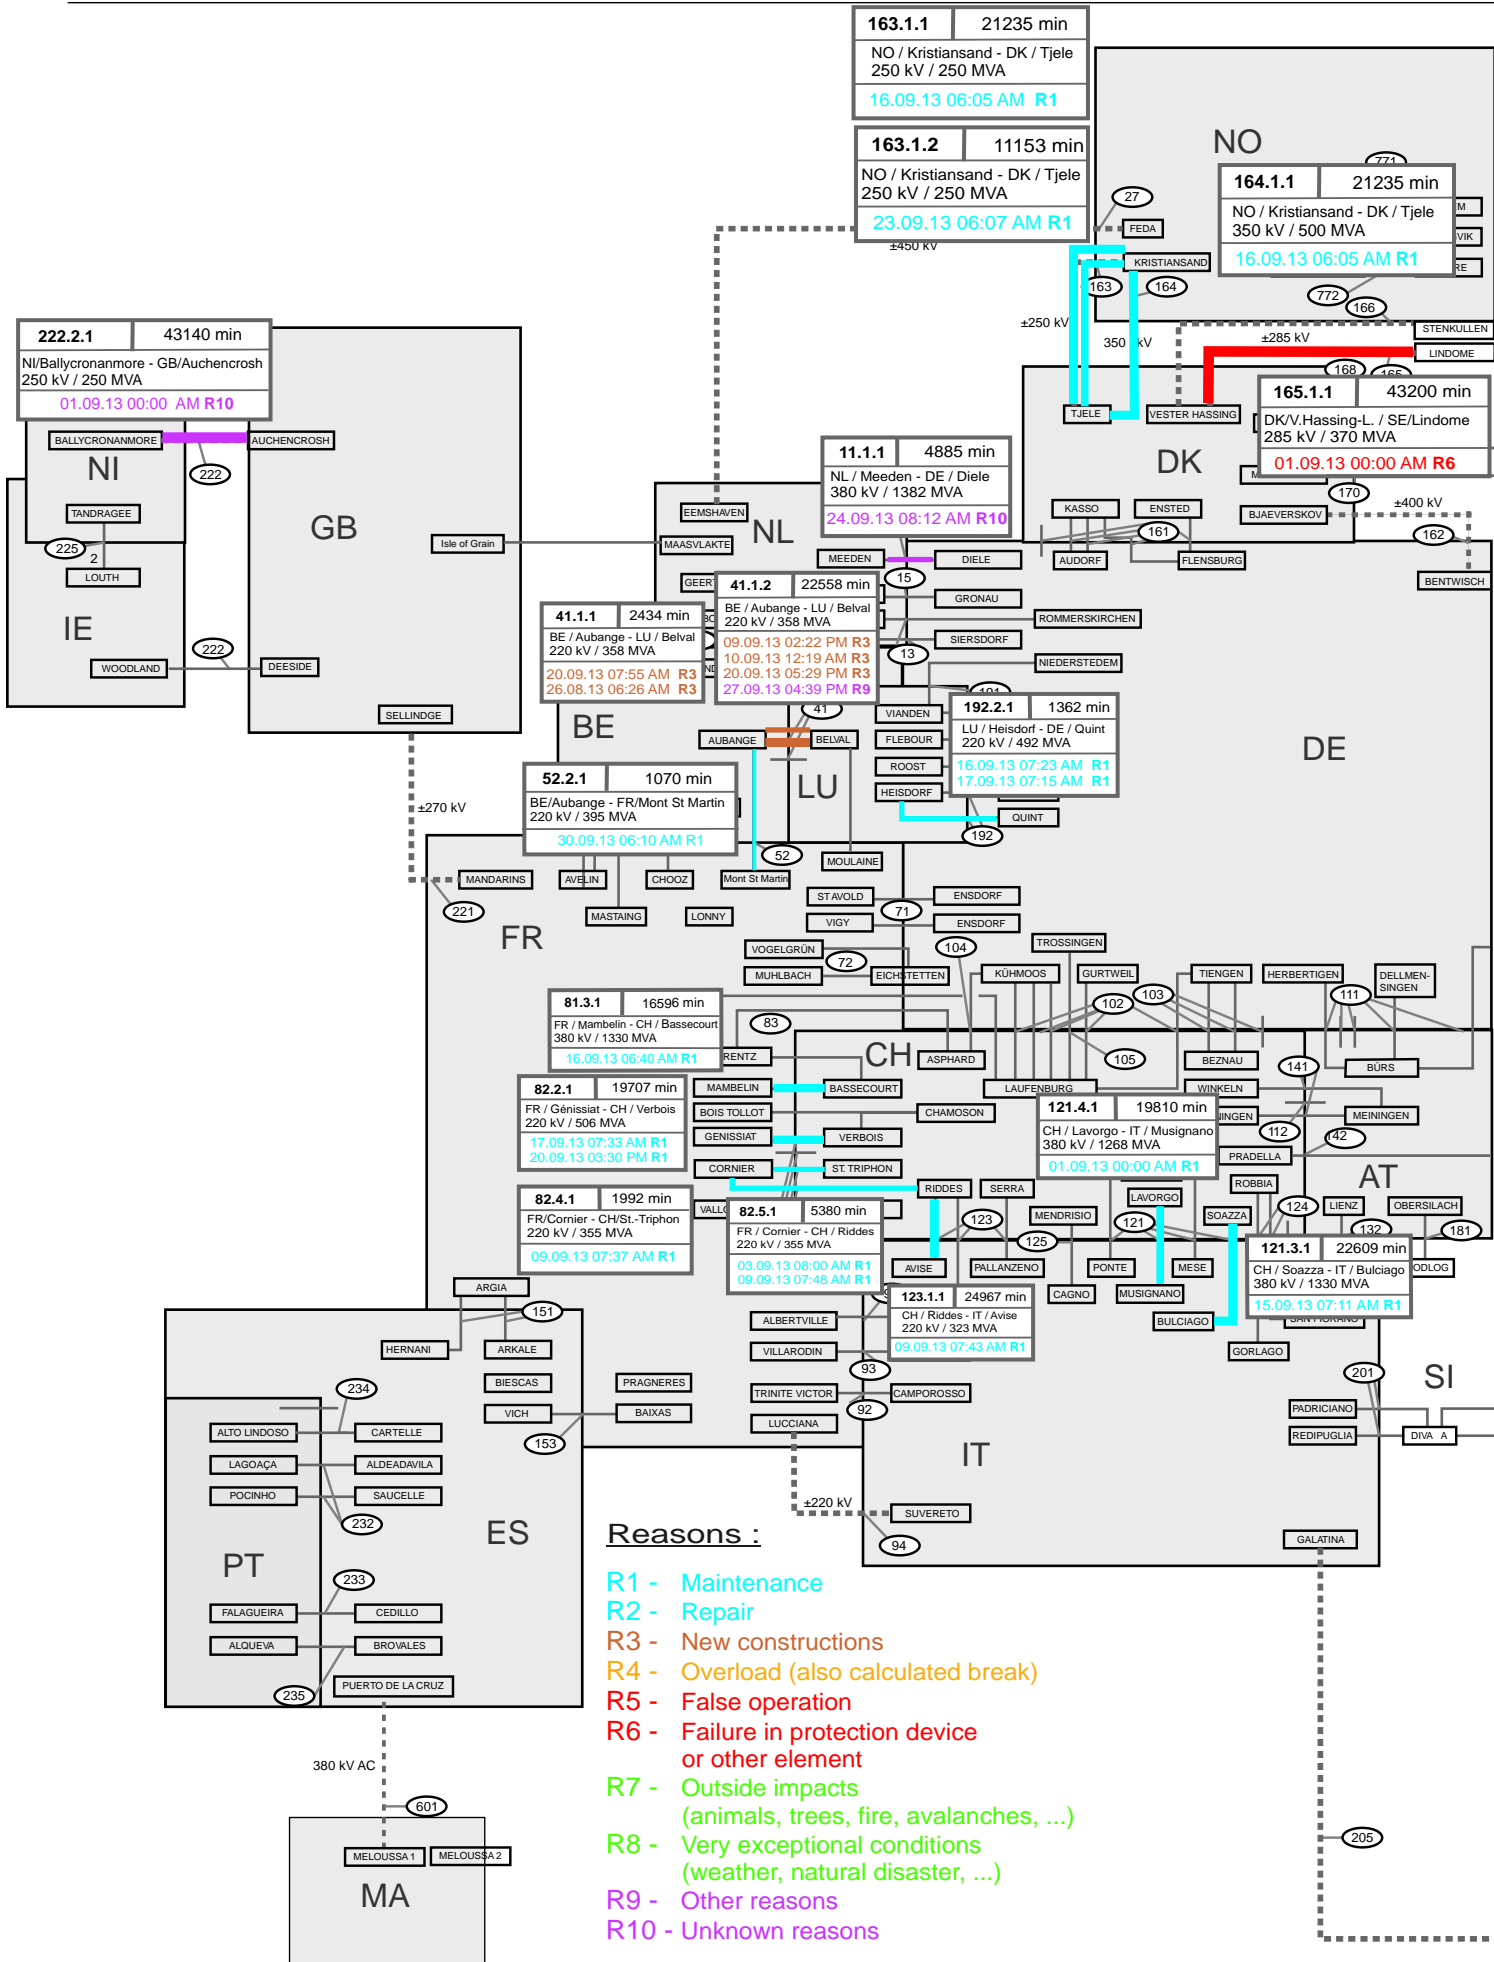 163.1.1 21235 min
NO / Kristiansand - DK / Tjele
250 kV / 250 MVA
16.09.13 06:05 AM R1
163.1.2 11153 min
NO / Kristiansand - DK / Tjele
250 kV / 250 MVA
23.09.13 06:07 AM R1
±450 kV
NO
771
164.1.1 21235 min
NO / Kristiansand - DK / Tjele
350 kV / 500 MVA
16.09.13 06:05 AM R1
27
FEDA
KRISTIANSAND
163
164
772
166
±250 kV
350 kV
±285 kV
STENKULLEN
LINDOME
168
165
165.1.1 43200 min
DK/V.Hassing-L. / SE/Lindome
285 kV / 370 MVA
01.09.13 00:00 AM R6
TJELE
VESTER HASSING
DK
170
±400 kV
KASSO
ENSTED
BJAEVERSKOV
161
162
AUDORF
FLENSBURG
BENTWISCH
222.2.1 43140 min
NI/Ballycronanmore - GB/Auchencrosh
250 kV / 250 MVA
01.09.13 00:00 AM R10
BALLYCRONANMORE
AUCHENCROSH
NI
222
TANDRAGEE
GB
225
2
LOUTH
IE
WOODLAND
222
DEESIDE
SELLINDGE
Isle of Grain
±270 kV
11.1.1 4885 min
NL / Meeden - DE / Diele
380 kV / 1382 MVA
24.09.13 08:12 AM R10
EEMSHAVEN
NL
MAASVLAKTE
MEEDEN
DIELE
15
GRONAU
ROMMERSKIRCHEN
SIERSDORF
13
NIEDERSTEDEM
41.1.2 22558 min
BE / Aubange - LU / Belval
220 kV / 358 MVA
09.09.13 02:22 PM R3
10.09.13 12:19 AM R3
20.09.13 05:29 PM R3
27.09.13 04:39 PM R9
41.1.1 2434 min
BE / Aubange - LU / Belval
220 kV / 358 MVA
20.09.13 07:55 AM R3
26.08.13 06:26 AM R3
BE
41
AUBANGE
BELVAL
LU
VIANDEN
FLEBOUR
ROOST
HEISDORF
191
192.2.1 1362 min
LU / Heisdorf - DE / Quint
220 kV / 492 MVA
16.09.13 07:23 AM R1
17.09.13 07:15 AM R1
QUINT
192
DE
52.2.1 1070 min
BE/Aubange - FR/Mont St Martin
220 kV / 395 MVA
30.09.13 06:10 AM R1
52
MOULAINE
MANDARINS
AVELIN
CHOOZ
Mont St Martin
221
MASTAING
LONNY
FR
ST AVOLD
ENSDORF
71
VIGY
ENSDORF
VOGELGRÜN
72
MUHLBACH
EICHSTETTEN
104
TROSSINGEN
KÜHMOOS
GURTWEIL
TIENGEN
HERBERTIGEN
DELLMEN-
SINGEN
102
103
111
81.3.1 16596 min
FR / Mambelin - CH / Bassecourt
380 kV / 1330 MVA
16.09.13 06:40 AM R1
83
CH
ASPHARD
105
BEZNAU
141
BÜRS
82.2.1 19707 min
FR / Génissiat - CH / Verbois
220 kV / 506 MVA
17.09.13 07:33 AM R1
20.09.13 03:30 PM R1
MAMBELIN
BASSECOURT
LAUFENBURG
WINKELN
BOIS TOLLOT
CHAMOSON
MEININGEN
GENISSIAT
VERBOIS
112
142
CORNIER
ST. TRIPHON
PRADELLA
121.4.1 19810 min
CH / Lavorgo - IT / Musignano
380 kV / 1268 MVA
01.09.13 00:00 AM R1
AT
82.4.1 1992 min
FR/Cornier - CH/St.-Triphon
220 kV / 355 MVA
09.09.13 07:37 AM R1
82.5.1 5380 min
FR / Cornier - CH / Riddes
220 kV / 355 MVA
03.09.13 08:00 AM R1
09.09.13 07:48 AM R1
RIDDES
SERRA
LAVORGO
ROBBIA
LIENZ
OBERSILACH
MENDRISIO
SOAZZA
123
125
121
124
132
181
AVISE
PALLANZENO
CAGNO
PONTE
MESE
MUSIGNANO
BULCIAGO
121.3.1 22609 min
CH / Soazza - IT / Bulciago
380 kV / 1330 MVA
15.09.13 07:11 AM R1
GORLAGO
123.1.1 24967 min
CH / Riddes - IT / Avise
220 kV / 323 MVA
09.09.13 07:43 AM R1
ALBERTVILLE
VILLARODIN
93
TRINITE VICTOR
CAMPOROSSO
92
LUCCIANA
201
SI
PADRICIANO
REDIPUGLIA
DIVA A
IT
±220 kV
SUVERETO
94
GALATINA
205
ARGIA
151
HERNANI
ARKALE
BIESCAS
PRAGNERES
VICH
BAIXAS
153
234
ALTO LINDOSO
CARTELLE
LAGOAÇA
ALDEADAVILA
POCINHO
SAUCELLE
232
ES
PT
233
FALAGUEIRA
CEDILLO
ALQUEVA
BROVALES
235
PUERTO DE LA CRUZ
380 kV AC
601
MELOUSSA 1
MELOUSSA 2
MA
Reasons :
R1 - Maintenance
R2 - Repair
R3 - New constructions
R4 - Overload (also calculated break)
R5 - False operation
R6 - Failure in protection device
or other element
R7 - Outside impacts
(animals, trees, fire, avalanches, ...)
R8 - Very exceptional conditions
(weather, natural disaster, ...)
R9 - Other reasons
R10 - Unknown reasons